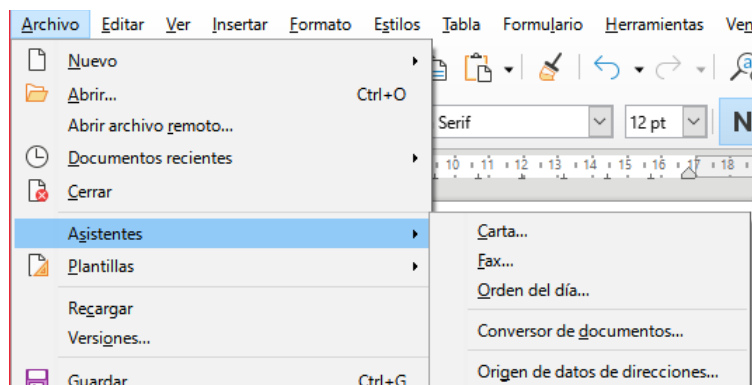 Archivo Editar Ver Insertar Formato Estilos Tabla Formulario Herramientas
Nuevo
Abrir... Ctrl+O
Abrir archivo remoto...
Documentos recientes
Cerrar
Asistentes
Plantillas
Recargar
Versiones...
Guardar Ctrl+G
Serif 12 pt N
10 11 12 13 14 15 16 17 18
Carta...
Fax...
Orden del día...
Conversor de documentos...
Origen de datos de direcciones...